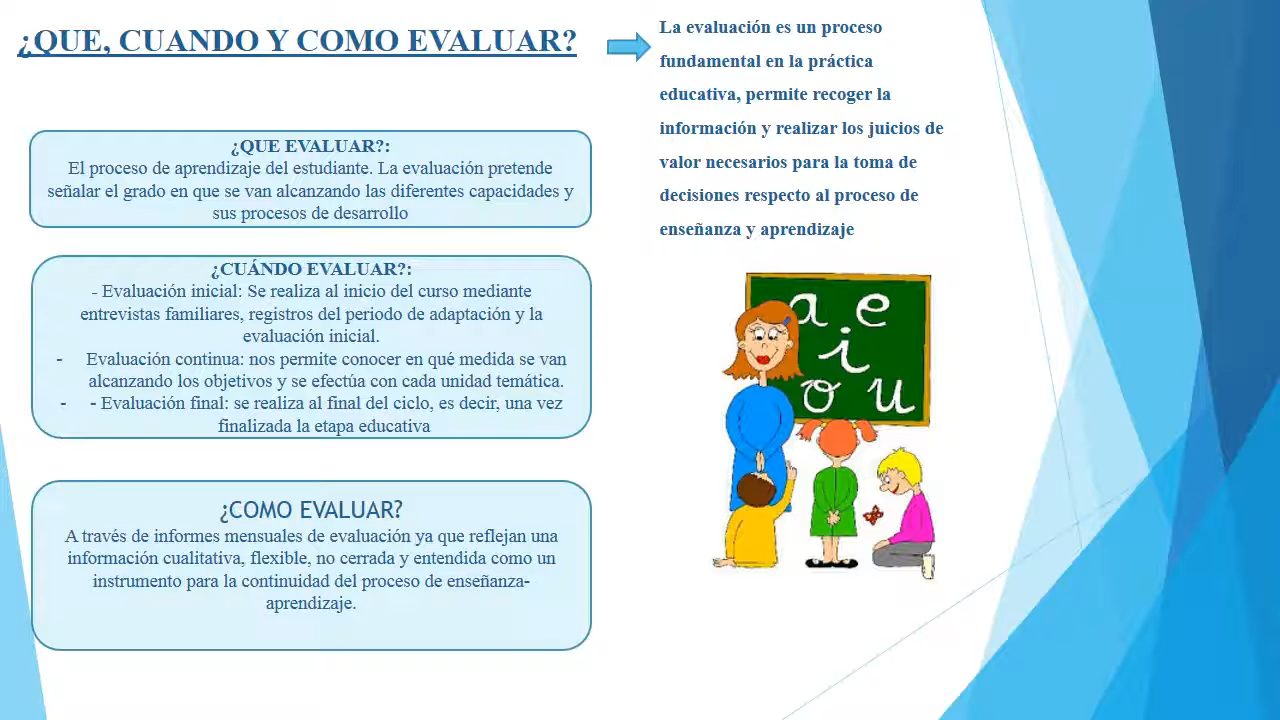 ¿QUE, CUANDO Y COMO EVALUAR?
La evaluación es un proceso
fundamental en la práctica
educativa, permite recoger la
información y realizar los juicios de
valor necesarios para la toma de
decisiones respecto al proceso de
enseñanza y aprendizaje
¿QUE EVALUAR?:
El proceso de aprendizaje del estudiante. La evaluación pretende
señalar el grado en que se van alcanzando las diferentes capacidades y
sus procesos de desarrollo
¿CUÁNDO EVALUAR?:
- Evaluación inicial: Se realiza al inicio del curso mediante
entrevistas familiares, registros del periodo de adaptación y la
evaluación inicial.
- Evaluación continua: nos permite conocer en qué medida se van
alcanzando los objetivos y se efectúa con cada unidad temática.
- - Evaluación final: se realiza al final del ciclo, es decir, una vez
finalizada la etapa educativa
¿COMO EVALUAR?
A través de informes mensuales de evaluación ya que reflejan una
información cualitativa, flexible, no cerrada y entendida como un
instrumento para la continuidad del proceso de enseñanza-
aprendizaje.
a e
i
o u